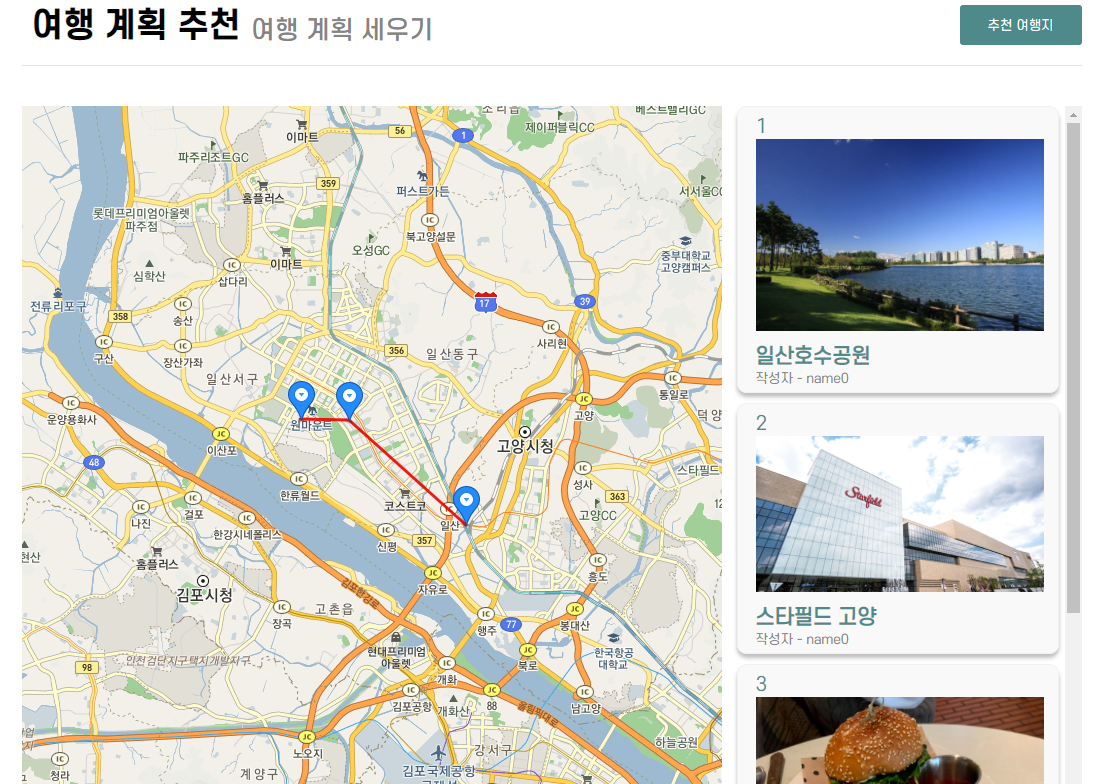 여행 계획 추천 여행 계획 세우기
추천 여행지
이마트
56
1
제이퍼블릭CC
베스트밸리GC
파주리조트GC
359
홈플러스
퍼스트가든
서서울CC
롯데프리미엄아울렛
파주점
IC
북고양설문
오성GC
이마트
중부대학교
고양캠퍼스
심학산
IC
삽다리
전류리포구
358
IC
송산
17
39
IC
구산
IC
장산가좌
356
일산동구
IC
사리현
일산서구
IC
통일로
IC
운양용화사
원마운트
JC
고양
덕양
JC
이산포
고양시청
48
IC
한류월드
IC
성사
스타필드
IC
걸포
코스트코
363
IC
나진
IC
한강시네폴리스
일산
고양CC
12
IC
신평
357
현산
홈플러스
김포시청
JC
자유로
IC
흥도
김포한강로
IC
장곡
고촌읍
IC
행주
77
JC
봉대산
현대프리미엄
아울렛
JC
북로
한국항공
대학교
98
인천검단지구택지개발지구
IC
개화
IC
김포공항
개화산
JC
88
IC
남고양
올림픽대로
JC
노오지
강서구
하늘공원
IC
청라
계양구
김포국제공항
1
일산호수공원
작성자 - name0
2
Starfield
스타필드 고양
작성자 - name0
3